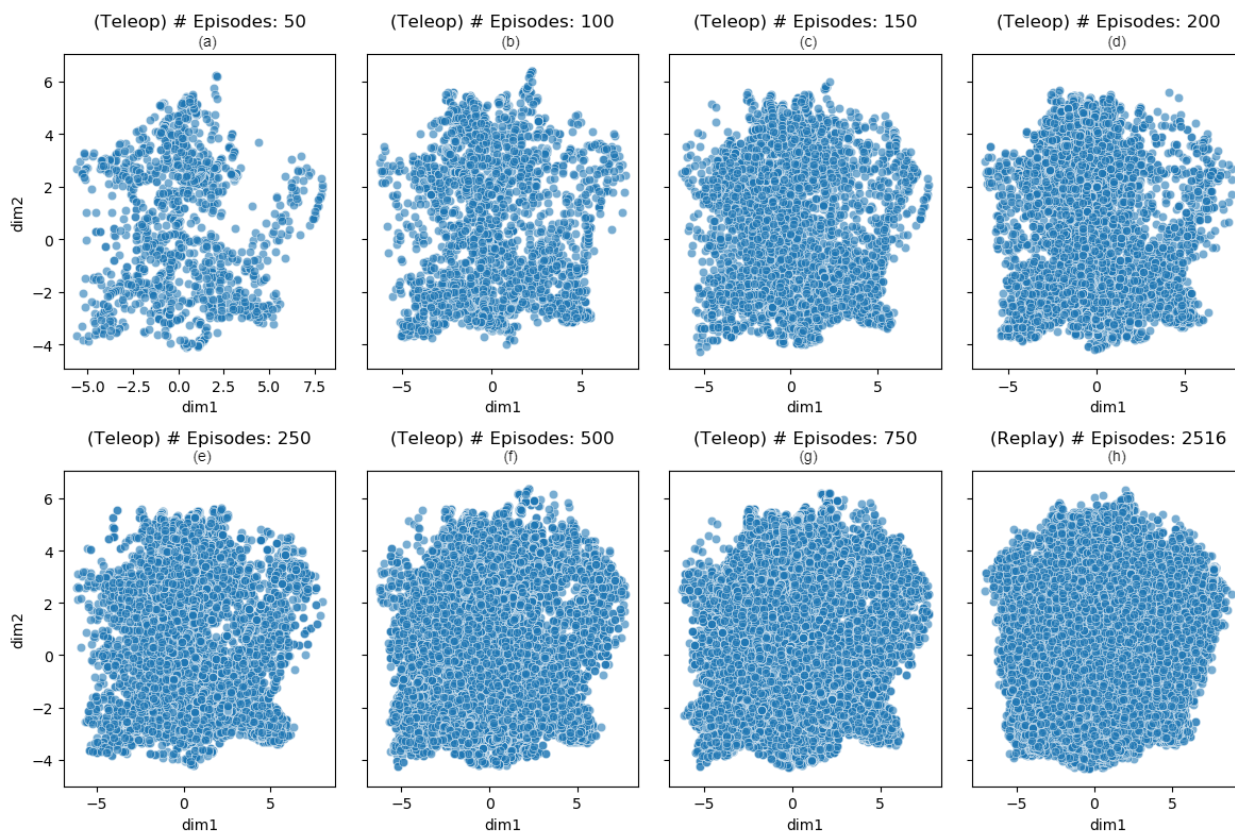 (Teleop) # Episodes: 50
(a)
(Teleop) # Episodes: 100
(b)
(Teleop) # Episodes: 150
(c)
(Teleop) # Episodes: 200
(d)
6
4
2
0
−2
−4
dim2
−5.0 −2.5 0.0 2.5 5.0 7.5
dim1
−5 0 5
dim1
−5 0 5
dim1
−5 0 5
dim1
(Teleop) # Episodes: 250
(e)
(Teleop) # Episodes: 500
(f)
(Teleop) # Episodes: 750
(g)
(Replay) # Episodes: 2516
(h)
6
4
2
0
−2
−4
dim2
−5 0 5
dim1
−5 0 5
dim1
−5 0 5
dim1
−5 0 5
dim1